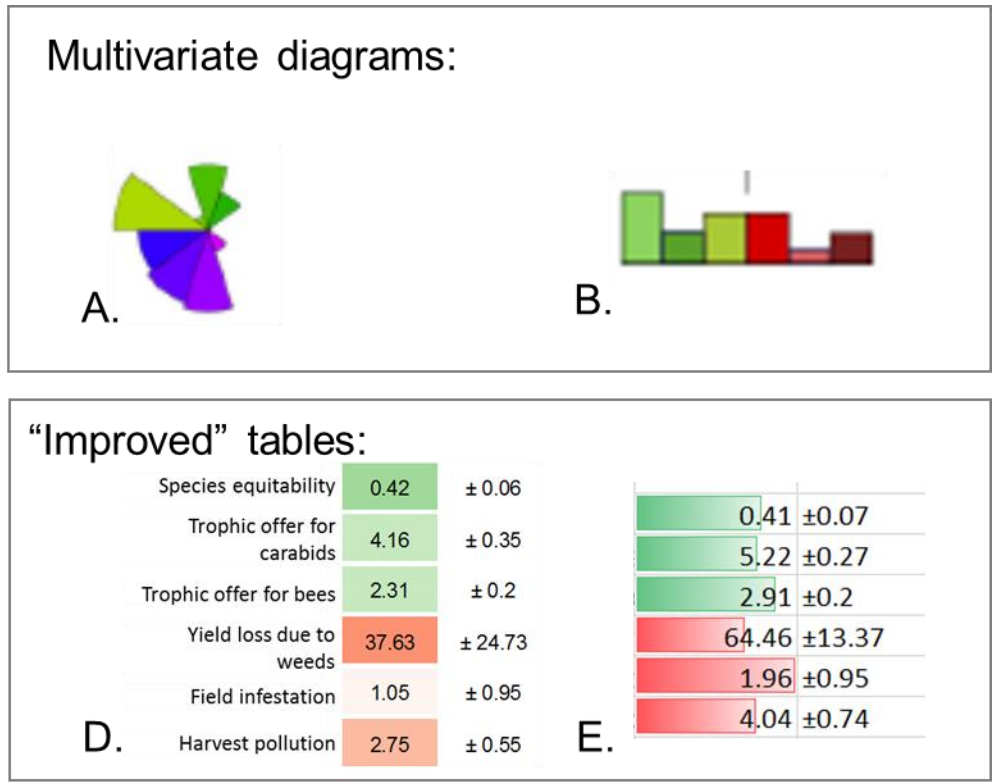 Multivariate diagrams:
A.
B.
“Improved” tables:
Species equitability 0.42 ± 0.06
Trophic offer for
carabids 4.16 ± 0.35
Trophic offer for bees 2.31 ± 0.2
Yield loss due to
weeds 37.63 ± 24.73
Field infestation 1.05 ± 0.95
Harvest pollution 2.75 ± 0.55
D.
0.41 ±0.07
5.22 ±0.27
2.91 ±0.2
64.46 ±13.37
1.96 ±0.95
4.04 ±0.74
E.